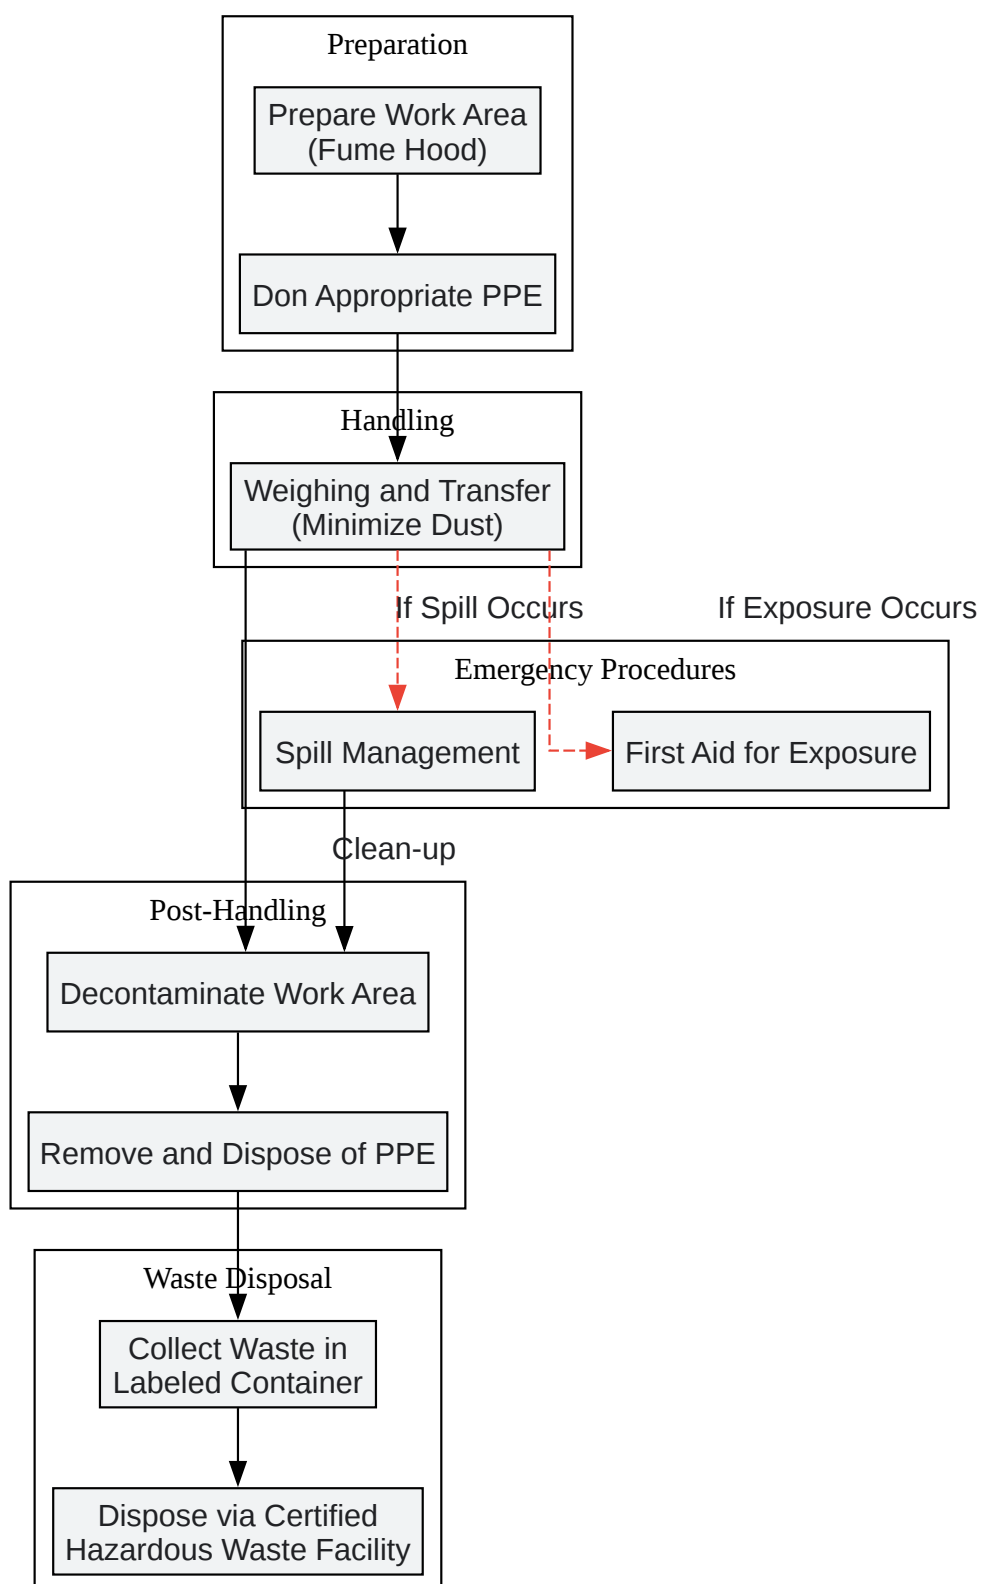 Preparation
Prepare Work Area
(Fume Hood)
Don Appropriate PPE
Handling
Weighing and Transfer
(Minimize Dust)
If Spill Occurs
If Exposure Occurs
Emergency Procedures
Spill Management
First Aid for Exposure
Clean-up
Post-Handling
Decontaminate Work Area
Remove and Dispose of PPE
Waste Disposal
Collect Waste in
Labeled Container
Dispose via Certified
Hazardous Waste Facility